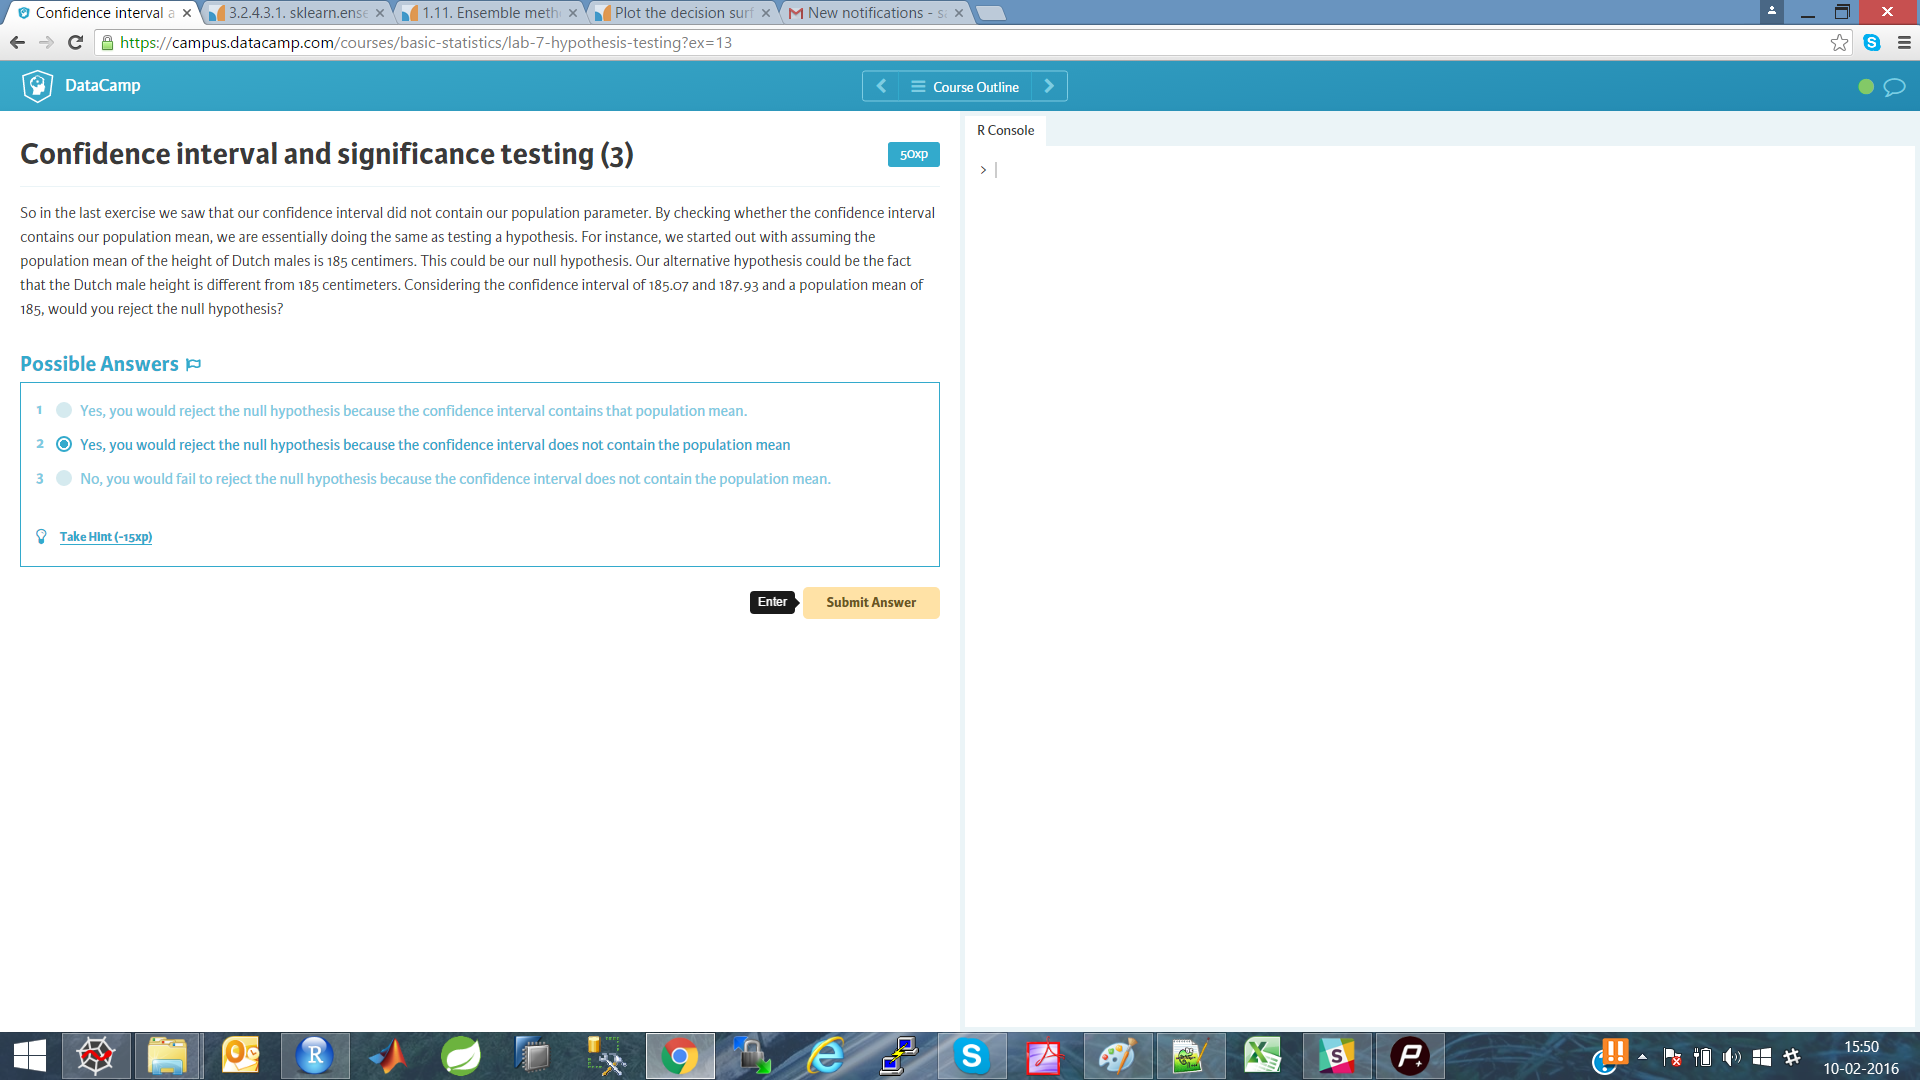 Confidence interval a
3.2.4.3.1. sklearn.ense
1.11. Ensemble meth
Plot the decision surf
New notifications - sa
https://campus.datacamp.com/courses/basic-statistics/lab-7-hypothesis-testing?ex=13
DataCamp
Course Outline
Confidence interval and significance testing (3)
50xp
So in the last exercise we saw that our confidence interval did not contain our population parameter. By checking whether the confidence interval
contains our population mean, we are essentially doing the same as testing a hypothesis. For instance, we started out with assuming the
population mean of the height of Dutch males is 185 centimers. This could be our null hypothesis. Our alternative hypothesis could be the fact
that the Dutch male height is different from 185 centimeters. Considering the confidence interval of 185.07 and 187.93 and a population mean of
185, would you reject the null hypothesis?
Possible Answers
1 Yes, you would reject the null hypothesis because the confidence interval contains that population mean.
2 Yes, you would reject the null hypothesis because the confidence interval does not contain the population mean
3 No, you would fail to reject the null hypothesis because the confidence interval does not contain the population mean.
Take Hint (-15xp)
Enter
Submit Answer
R Console
>
15:50
10-02-2016